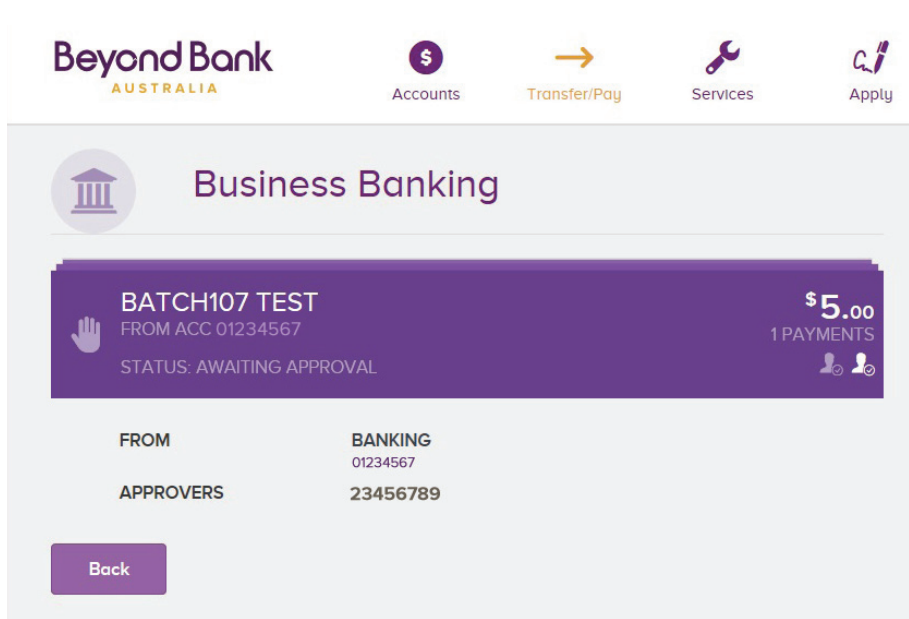 Beyond Bank
AUSTRALIA
$
Accounts
Transfer/Pay
Services
Apply
Business Banking
BATCH107 TEST
FROM ACC 01234567
STATUS: AWAITING APPROVAL
$5.00
1 PAYMENTS
FROM BANKING
01234567
APPROVERS 23456789
Back